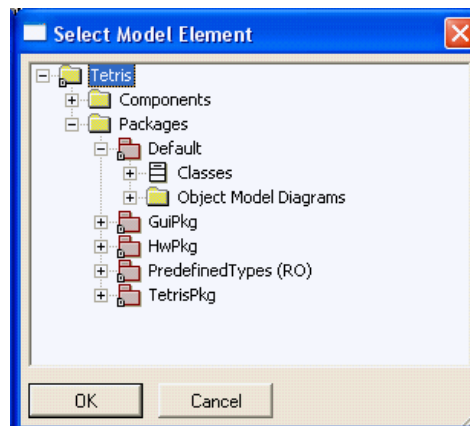 Select Model Element
Tetris
Components
Packages
Default
Classes
Object Model Diagrams
GuiPkg
HwPkg
PredefinedTypes (RO)
TetrisPkg
OK Cancel